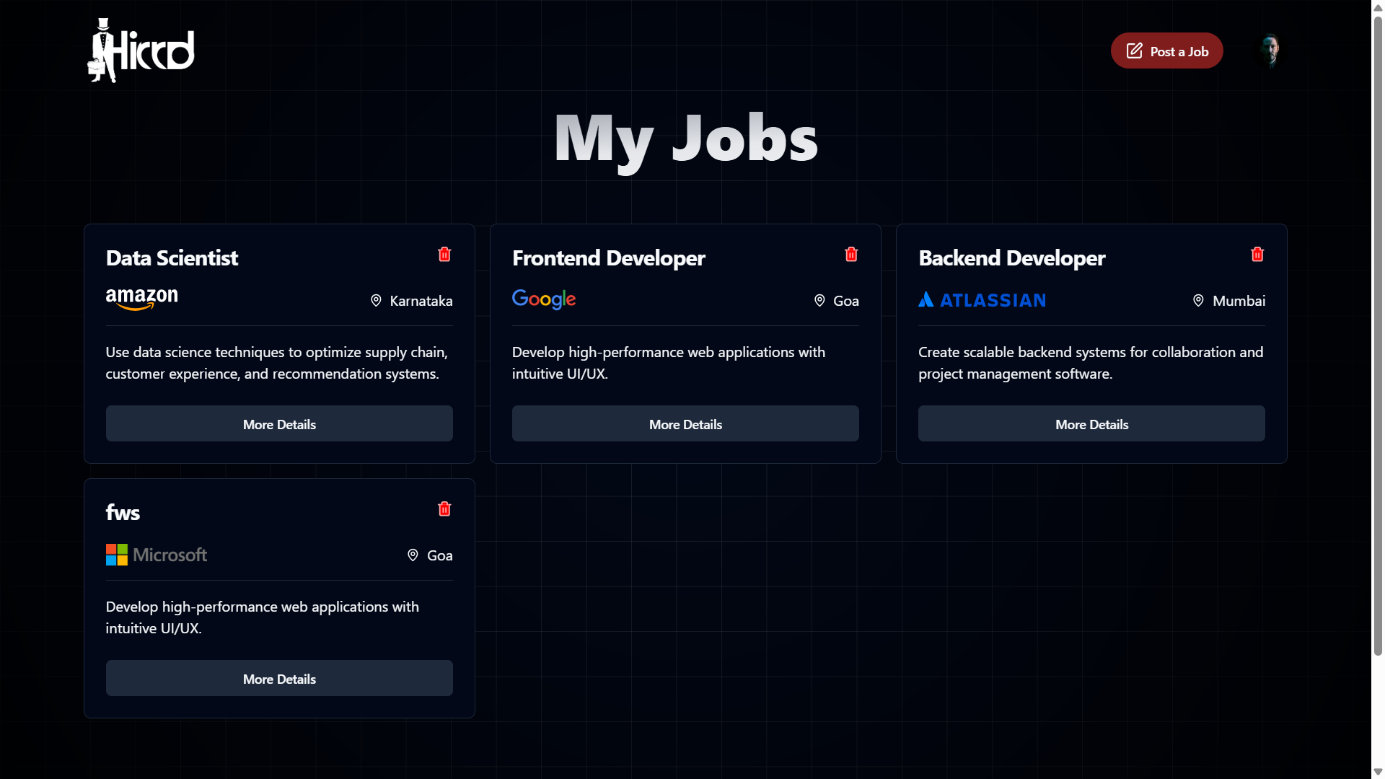 Hirrd
Post a Job
My Jobs
Data Scientist
amazon
Karnataka
Use data science techniques to optimize supply chain,
customer experience, and recommendation systems.
More Details
Frontend Developer
Google
Goa
Develop high-performance web applications with
intuitive UI/UX.
More Details
Backend Developer
ATLASSIAN
Mumbai
Create scalable backend systems for collaboration and
project management software.
More Details
fws
Microsoft
Goa
Develop high-performance web applications with
intuitive UI/UX.
More Details